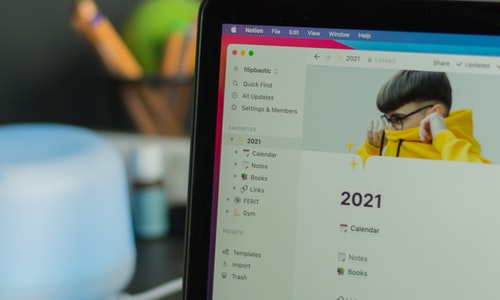 Notion File Edit View Window Help
2021 Locked Share Updates
filipbaotic
Quick Find
All Updates
Settings & Members
FAVORITES
2021
Calendar
Notes
Books
Links
FERIT
Gym
PRIVATE
Templates
Import
Trash
2021
Calendar
Notes
Books